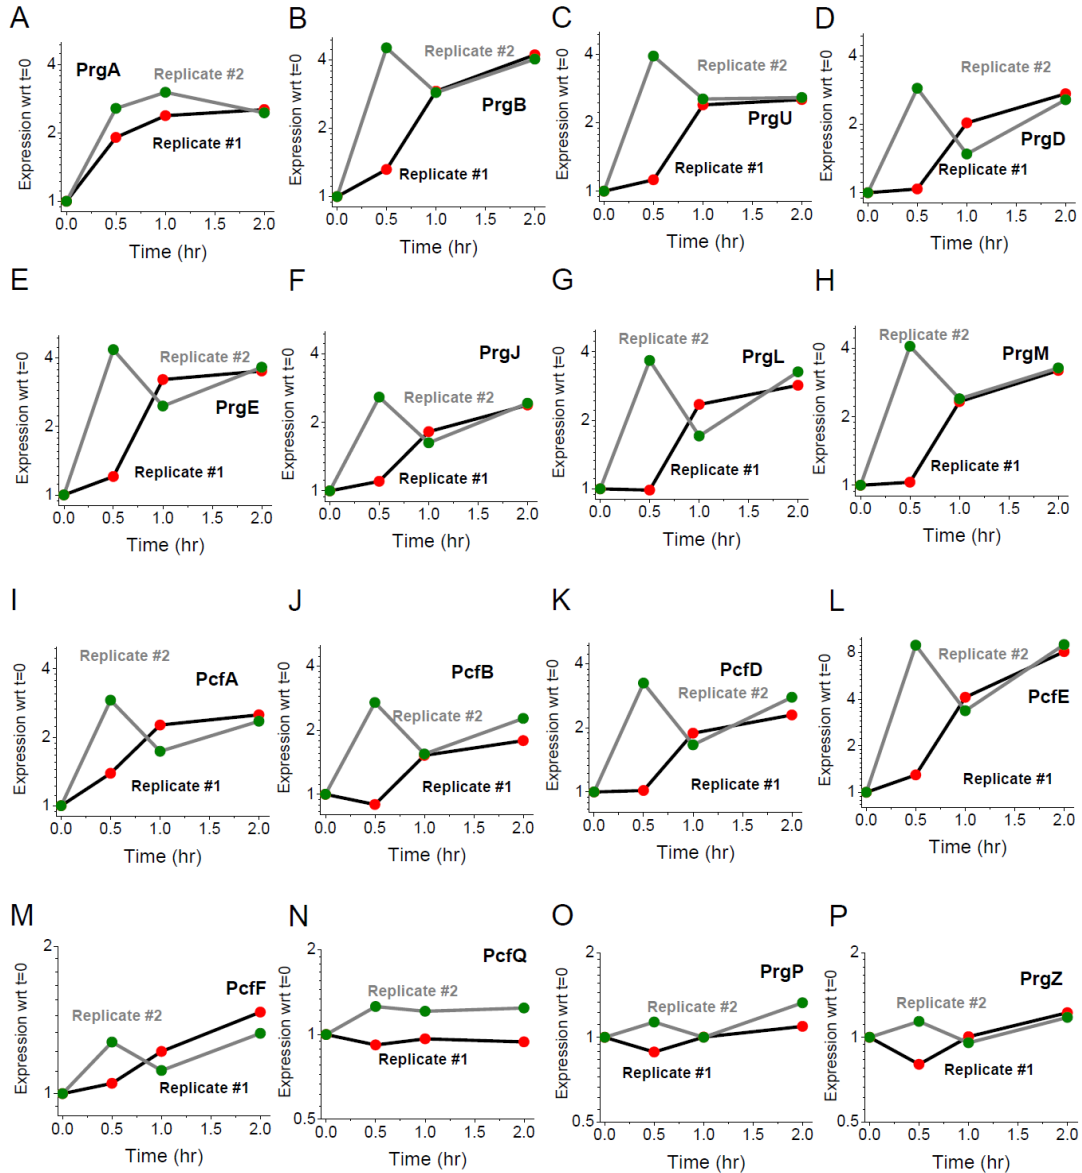 A
Expression wrt t=0
4
2
1
PrgA
Replicate #2
Replicate #1
0.0 0.5 1.0 1.5 2.0
Time (hr)
B
Expression wrt t=0
4
2
1
Replicate #2
PrgB
Replicate #1
0.0 0.5 1.0 1.5 2.0
Time (hr)
C
Expression wrt t=0
4
2
1
Replicate #2
PrgU
Replicate #1
0.0 0.5 1.0 1.5 2.0
Time (hr)
D
Expression wrt t=0
4
2
1
Replicate #2
PrgD
Replicate #1
0.0 0.5 1.0 1.5 2.0
Time (hr)
E
Expression wrt t=0
4
2
1
Replicate #2
PrgE
Replicate #1
0.0 0.5 1.0 1.5 2.0
Time (hr)
F
Expression wrt t=0
4
2
1
PrgJ
Replicate #2
Replicate #1
0.0 0.5 1.0 1.5 2.0
Time (hr)
G
Expression wrt t=0
4
2
1
Replicate #2
PrgL
Replicate #1
0.0 0.5 1.0 1.5 2.0
Time (hr)
H
Expression wrt t=0
4
2
1
Replicate #2
PrgM
Replicate #1
0.0 0.5 1.0 1.5 2.0
Time (hr)
I
Expression wrt t=0
4
2
1
Replicate #2
PcfA
Replicate #1
0.0 0.5 1.0 1.5 2.0
Time (hr)
J
Expression wrt t=0
4
2
1
PcfB
Replicate #2
Replicate #1
0.0 0.5 1.0 1.5 2.0
Time (hr)
K
Expression wrt t=0
4
2
1
PcfD
Replicate #2
Replicate #1
0.0 0.5 1.0 1.5 2.0
Time (hr)
L
Expression wrt t=0
8
4
2
1
Replicate #2
PcfE
Replicate #1
0.0 0.5 1.0 1.5 2.0
Time (hr)
M
Expression wrt t=0
2
1
PcfF
Replicate #2
Replicate #1
0.0 0.5 1.0 1.5 2.0
Time (hr)
N
Expression wrt t=0
2
1
0.5
PcfQ
Replicate #2
Replicate #1
0.0 0.5 1.0 1.5 2.0
Time (hr)
O
Expression wrt t=0
2
1
0.5
PrgP
Replicate #2
Replicate #1
0.0 0.5 1.0 1.5 2.0
Time (hr)
P
Expression wrt t=0
2
1
0.5
PrgZ
Replicate #2
Replicate #1
0.0 0.5 1.0 1.5 2.0
Time (hr)